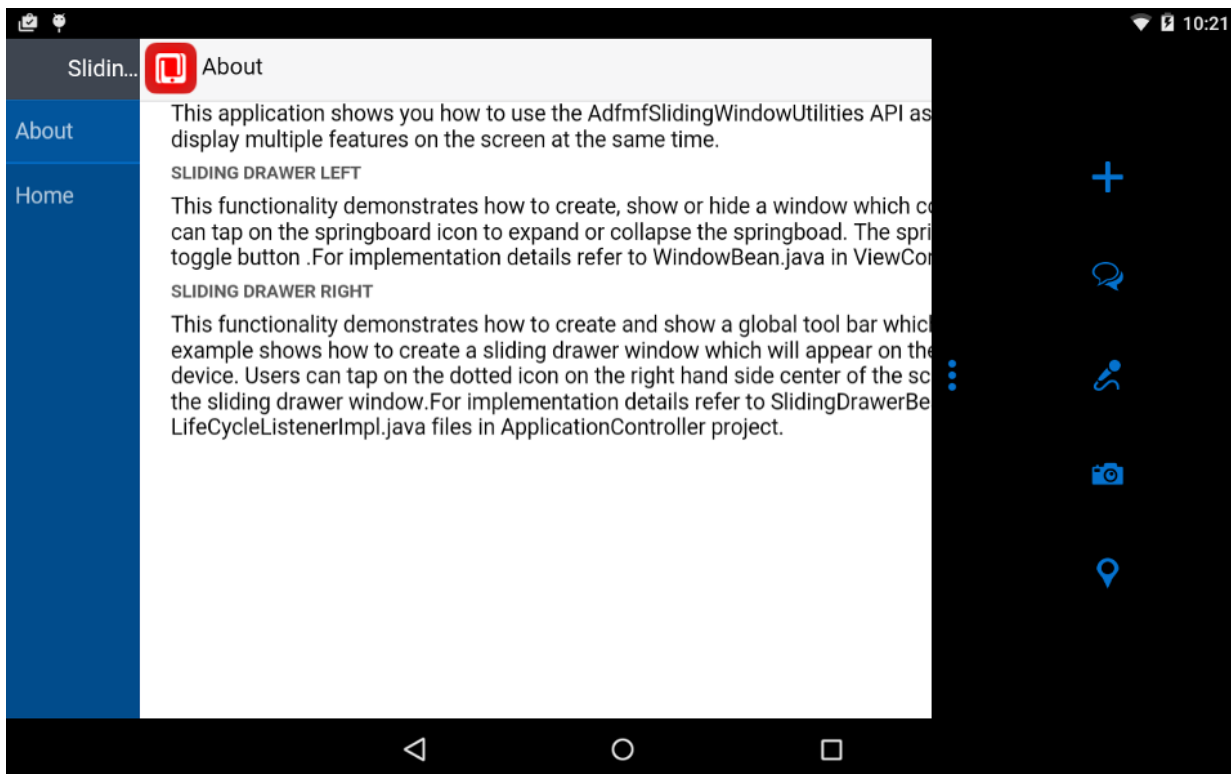 10:21
Slidin...
About
About
Home
This application shows you how to use the AdfmfSlidingWindowUtilities API as
display multiple features on the screen at the same time.
SLIDING DRAWER LEFT
This functionality demonstrates how to create, show or hide a window which
can tap on the springboard icon to expand or collapse the springboad. The spri
toggle button .For implementation details refer to WindowBean.java in ViewCo
SLIDING DRAWER RIGHT
This functionality demonstrates how to create and show a global tool bar which
example shows how to create a sliding drawer window which will appear on the
device. Users can tap on the dotted icon on the right hand side center of the sc
the sliding drawer window.For implementation details refer to SlidingDrawerBe
LifeCycleListenerImpl.java files in ApplicationController project.